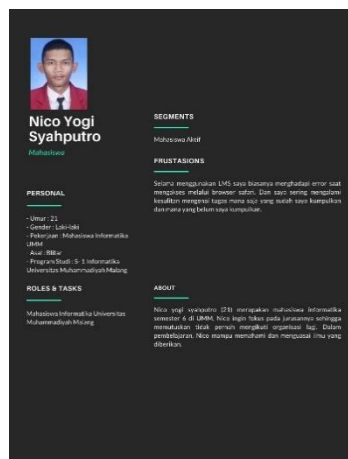 Nico Yogi
Syahputro
Mahasiswa
PERSONAL
- Umur : 21
- Gender : Laki-laki
- Pekerjaan : Mahasiswa Informatika
UMM
- Asal : Blitar
- Program Studi : S- 1 Informatika
Universitas Muhammadiyah Malang
ROLES & TASKS
Mahasiswa Informatika Universitas
Muhammadiyah Malang
SEGMENTS
Mahasiswa Aktif
FRUSTASIONS
Selama menggunakan LMS saya biasanya menghadapi error saat
mengakses melalui browser safari. Dan saya sering mengalami
kesulitan mengenai tugas mana saja yang sudah saya kumpulkan
dan mana yang belum saya kumpulkan.
ABOUT
Nico yogi syahputro (21) merapakan mahasiswa informatika
semester 6 di UMM. Nico ingin fokus pada jurusannya sehingga
memutuskan tidak pernah mengikuti organisasi lagi. Dalam
pembelajaran, Nico mampu memahami dan menguasai ilmu yang
diberikan.